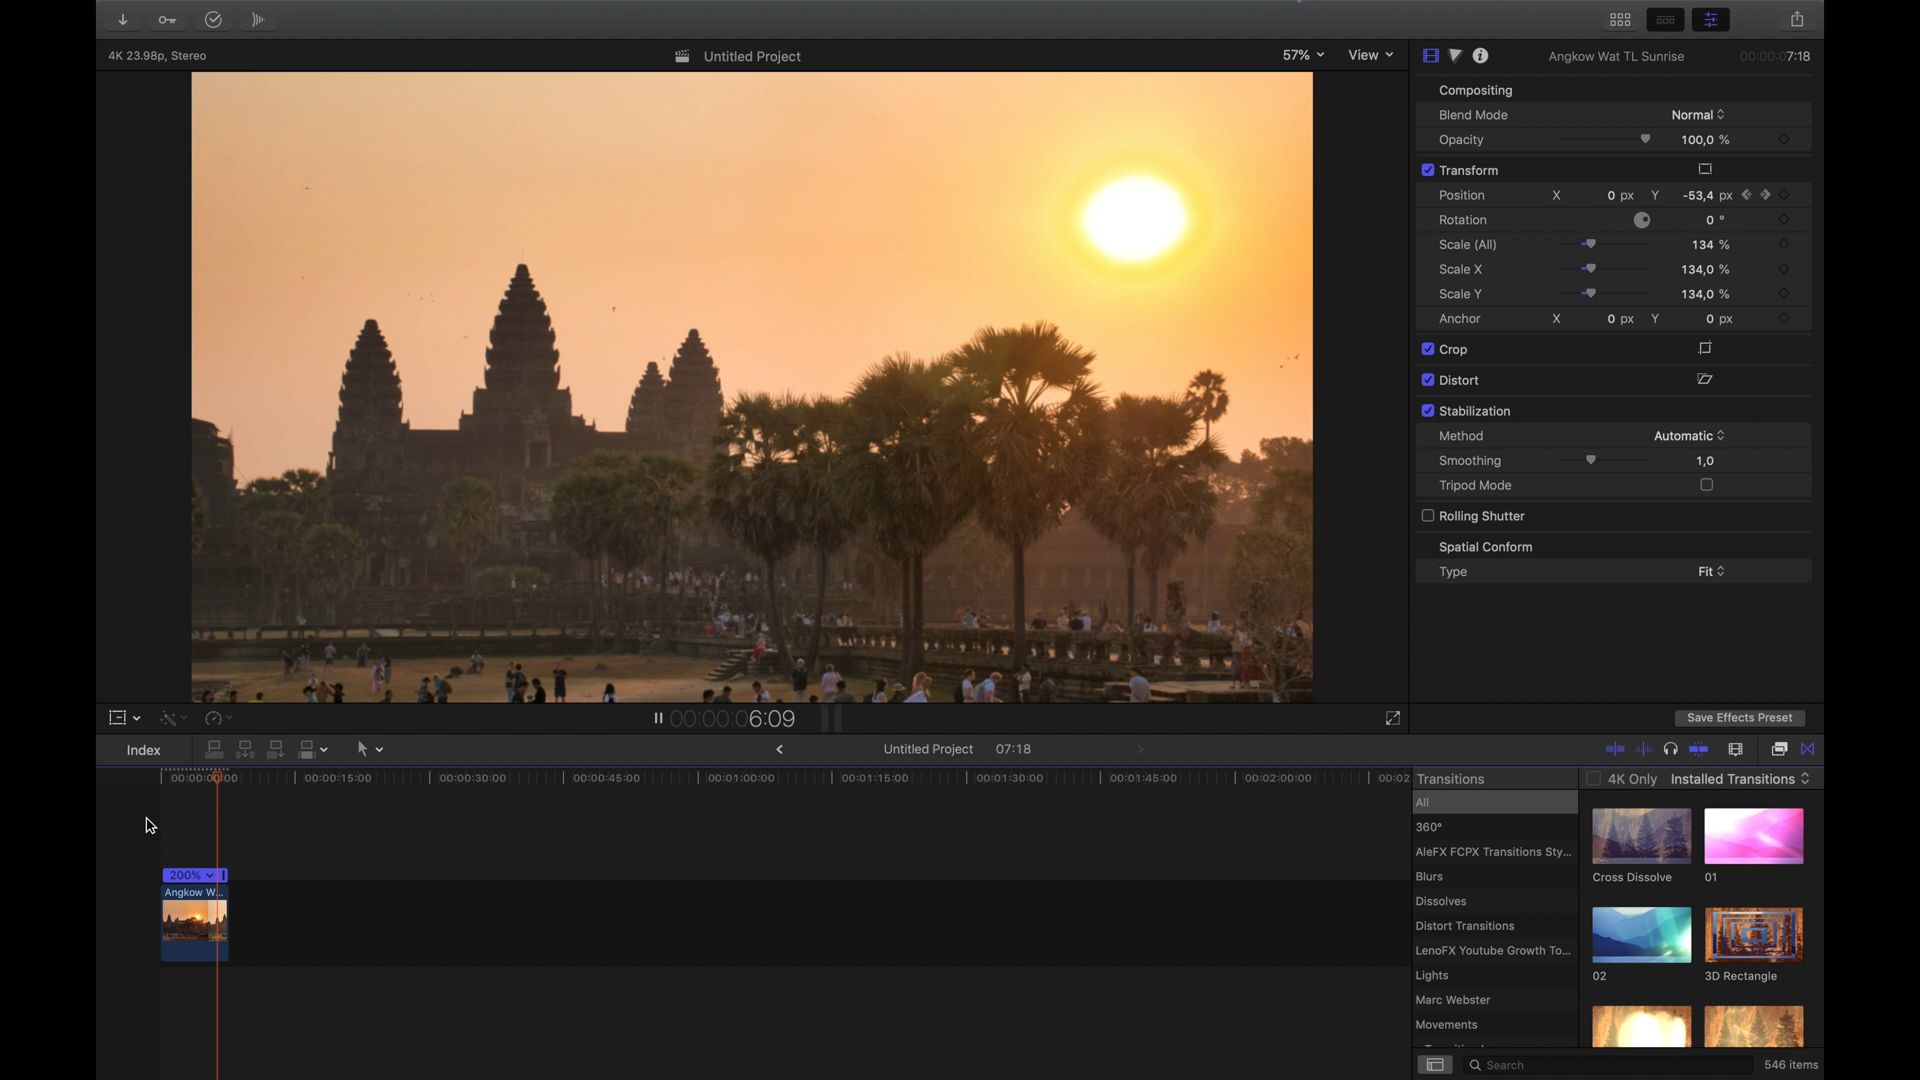 4K 23.98p, Stereo
Untitled Project
57%
View
Angkow Wat TL Sunrise
00:00:07:18
Compositing
Blend Mode
Normal
Opacity
100,0 %
Transform
Position X 0 px Y -53,4 px
Rotation
0 °
Scale (All)
134 %
Scale X
134,0 %
Scale Y
134,0 %
Anchor X 0 px Y 0 px
Crop
Distort
Stabilization
Method
Automatic
Smoothing
1,0
Tripod Mode
Rolling Shutter
Spatial Conform
Type
Fit
00:00:06:09
Save Effects Preset
Index
Untitled Project
07:18
00:00:15:00
00:00:30:00
00:00:45:00
00:01:00:00
00:01:15:00
00:01:30:00
00:01:45:00
00:02:00:00
00:02
200%
Angkow W...
Transitions
4K Only
Installed Transitions
All
360°
AleFX FCPX Transitions Sty...
Blurs
Dissolves
Distort Transitions
LenoFX Youtube Growth To...
Lights
Marc Webster
Movements
Cross Dissolve
01
02
3D Rectangle
Search
546 items